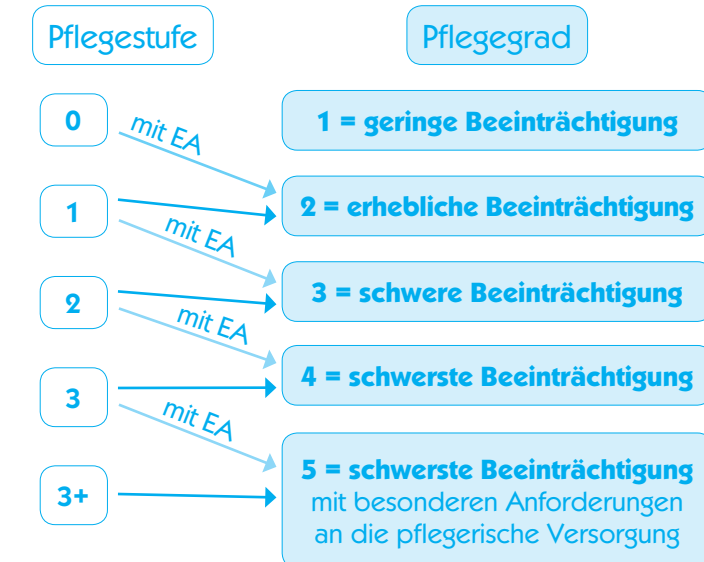 Pflegestufe Pflegegrad
0 mit EA 1 = geringe Beeinträchtigung
1 mit EA 2 = erhebliche Beeinträchtigung
2 mit EA 3 = schwere Beeinträchtigung
3 mit EA 4 = schwerste Beeinträchtigung
3+ 5 = schwerste Beeinträchtigung
mit besonderen Anforderungen
an die pflegerische Versorgung